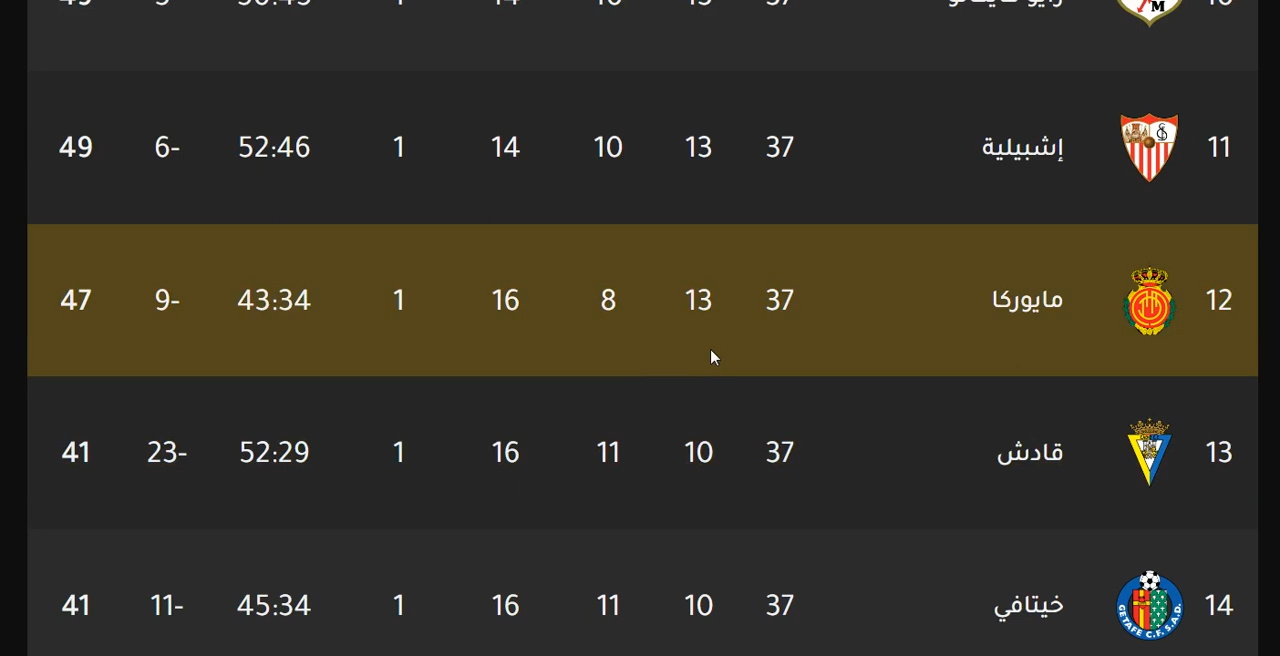 11 إشبيلية 37 13 10 14 1 52:46 6- 49
12 مايوركا 37 13 8 16 1 43:34 9- 47
13 قادش 37 10 11 16 1 52:29 23- 41
14 GETAFE C.F. S.A.D. خيتافي 37 10 11 16 1 45:34 11- 41